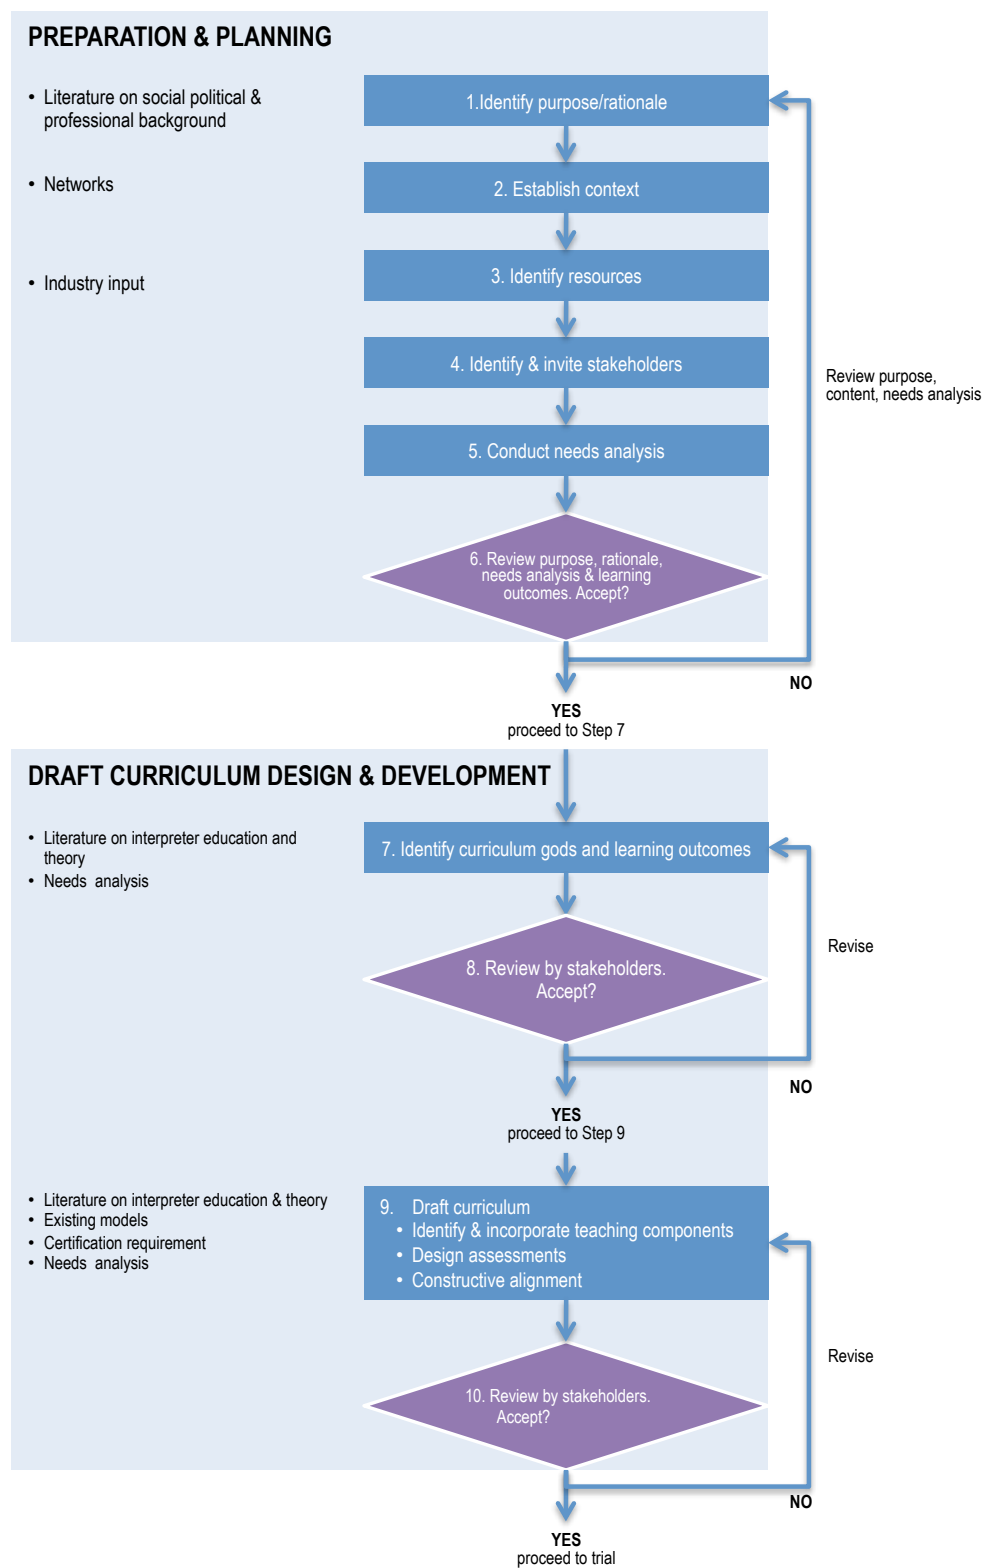 PREPARATION & PLANNING
• Literature on social political &
professional background
• Networks
• Industry input
1.Identify purpose/rationale
2. Establish context
3. Identify resources
4. Identify & invite stakeholders
5. Conduct needs analysis
6. Review purpose, rationale,
needs analysis & learning
outcomes. Accept?
Review purpose,
content, needs analysis
NO
YES
proceed to Step 7
DRAFT CURRICULUM DESIGN & DEVELOPMENT
• Literature on interpreter education and
theory
• Needs analysis
7. Identify curriculum gods and learning outcomes
8. Review by stakeholders.
Accept?
Revise
NO
YES
proceed to Step 9
• Literature on interpreter education & theory
• Existing models
• Certification requirement
• Needs analysis
9. Draft curriculum
• Identify & incorporate teaching components
• Design assessments
• Constructive alignment
10. Review by stakeholders.
Accept?
Revise
NO
YES
proceed to trial